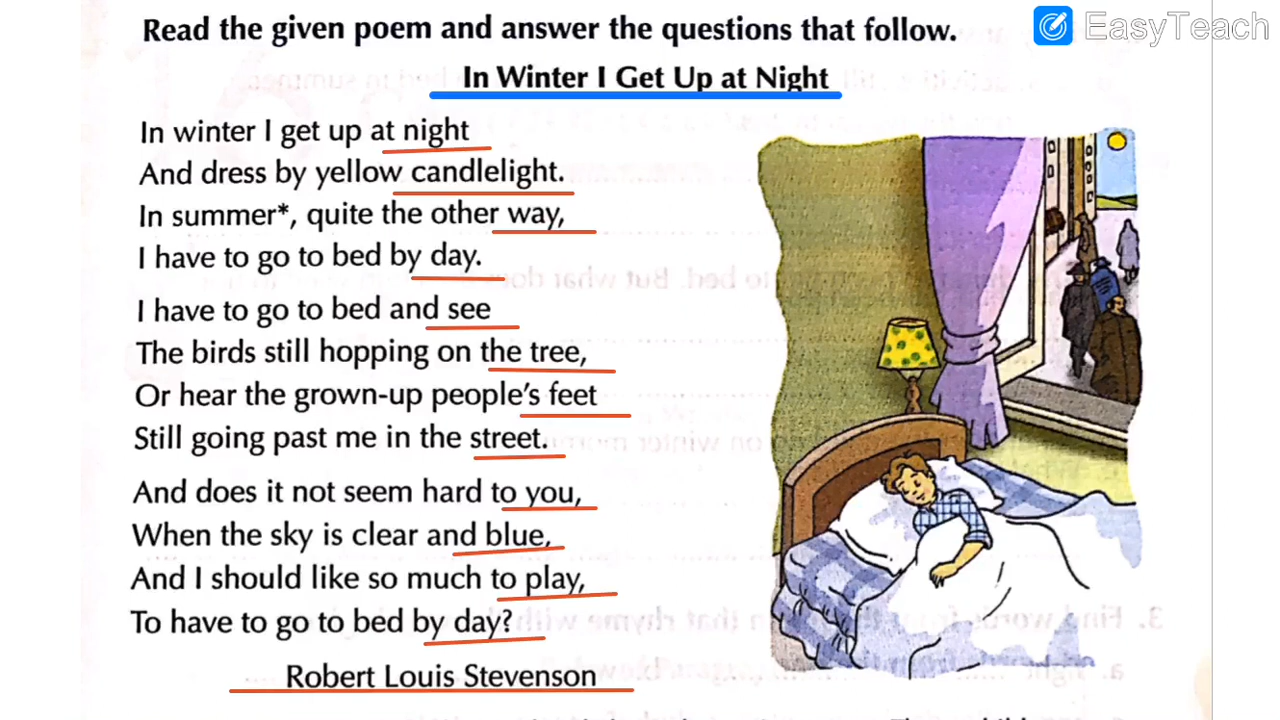 Read the given poem and answer the questions that follow.
EasyTeach
In Winter I Get Up at Night
In winter I get up at night
And dress by yellow candlelight.
In summer*, quite the other way,
I have to go to bed by day.
I have to go to bed and see
The birds still hopping on the tree,
Or hear the grown-up people's feet
Still going past me in the street.
And does it not seem hard to you,
When the sky is clear and blue,
And I should like so much to play,
To have to go to bed by day?
Robert Louis Stevenson